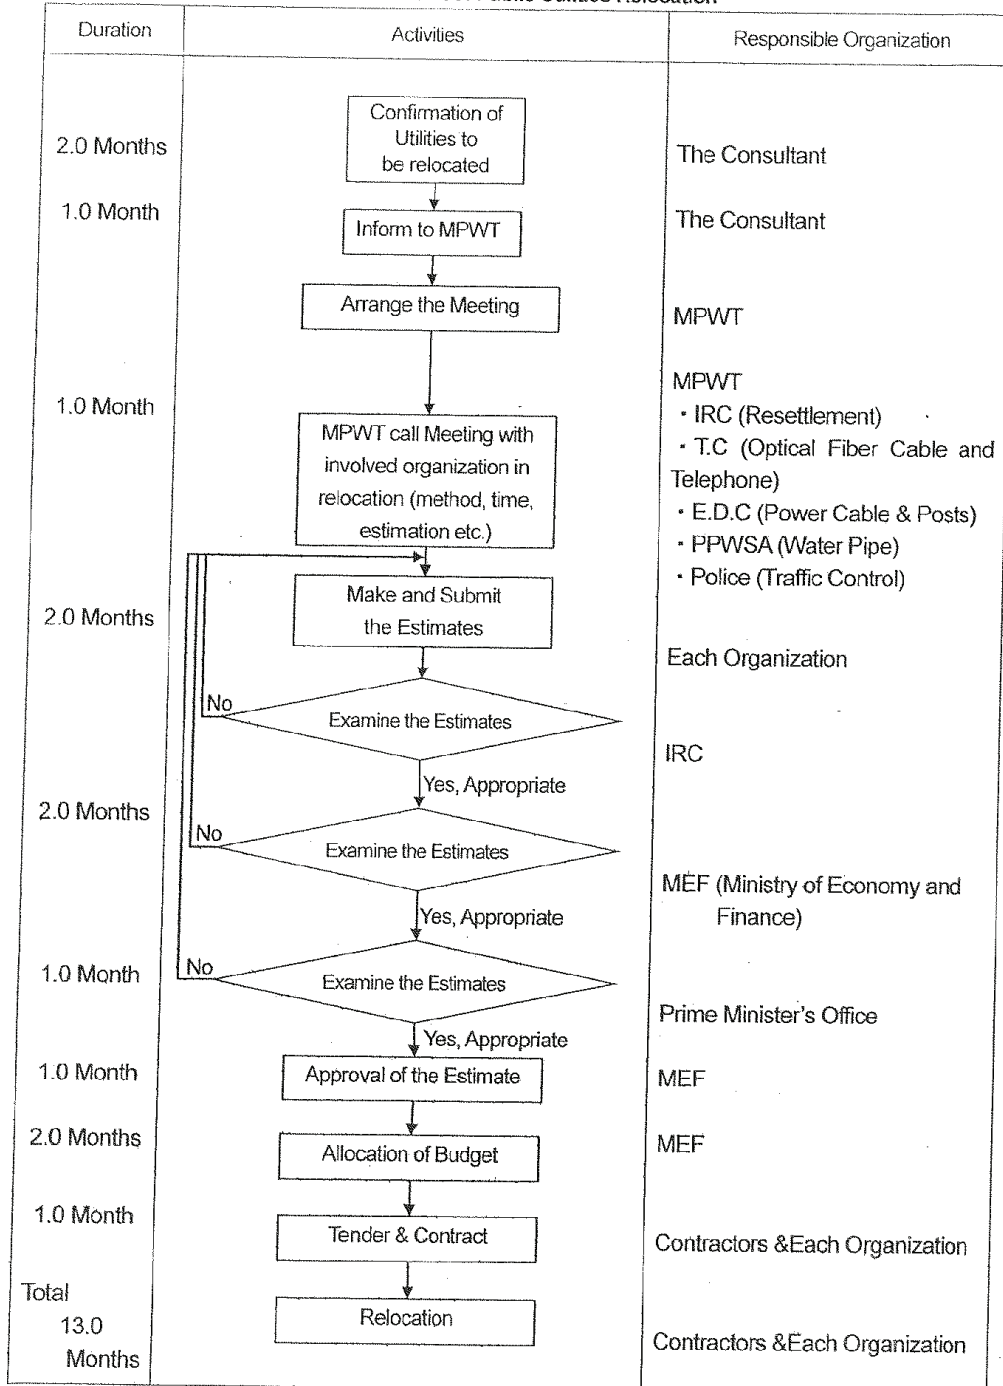 Public Utilities Relocation
Duration
Activities
Responsible Organization
Confirmation of
Utilities to
be relocated
2.0 Months
The Consultant
1.0 Month
Inform to MPWT
The Consultant
Arrange the Meeting
MPWT
1.0 Month
MPWT call Meeting with
involved organization in
relocation (method, time,
estimation etc.)
MPWT
・IRC (Resettlement)
・T.C (Optical Fiber Cable and
Telephone)
・E.D.C (Power Cable & Posts)
・PPWSA (Water Pipe)
・Police (Traffic Control)
2.0 Months
Make and Submit
the Estimates
Each Organization
No
Examine the Estimates
IRC
Yes, Appropriate
2.0 Months
No
Examine the Estimates
MEF (Ministry of Economy and
Finance)
Yes, Appropriate
1.0 Month
No
Examine the Estimates
Prime Minister's Office
Yes, Appropriate
1.0 Month
Approval of the Estimate
MEF
2.0 Months
Allocation of Budget
MEF
1.0 Month
Tender & Contract
Contractors &Each Organization
Total
13.0
Months
Relocation
Contractors &Each Organization